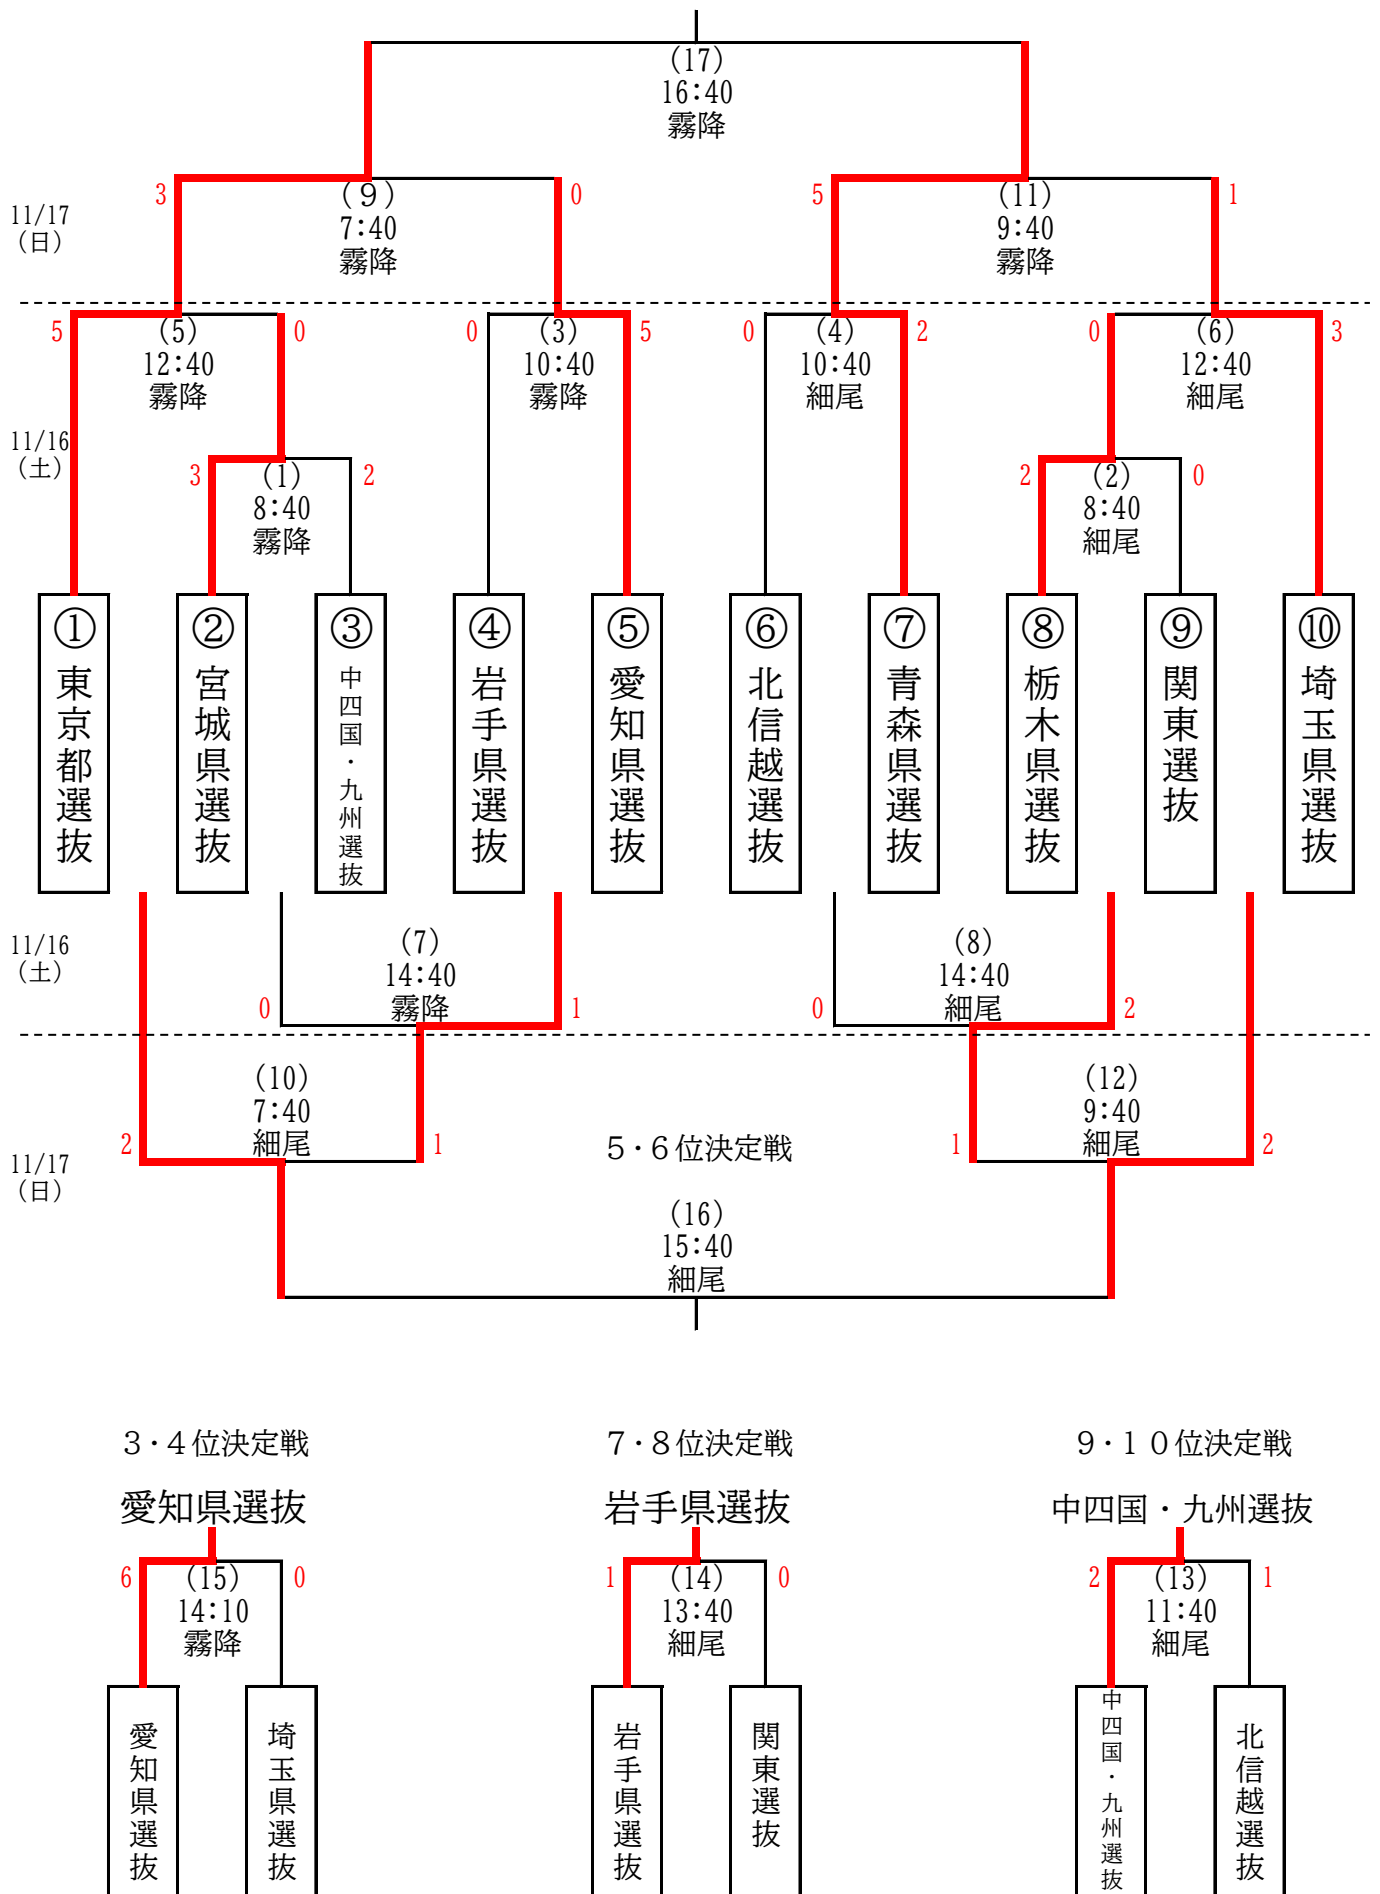 (17)
16:40
霧降
3
(９)
7:40
霧降
0
5
(11)
9:40
霧降
1
11/17
(日)
5
(5)
12:40
霧降
0
0
(3)
10:40
霧降
5
0
(4)
10:40
細尾
2
0
(6)
12:40
細尾
3
11/16
(土)
3
(1)
8:40
霧降
2
2
(2)
8:40
細尾
0
①東京都選抜
②宮城県選抜
③中四国・九州選抜
④岩手県選抜
⑤愛知県選抜
⑥北信越選抜
⑦青森県選抜
⑧栃木県選抜
⑨関東選抜
⑩埼玉県選抜
11/16
(土)
0
(7)
14:40
霧降
1
0
(8)
14:40
細尾
2
11/17
(日)
2
(10)
7:40
細尾
1
５・６位決定戦
1
(12)
9:40
細尾
2
(16)
15:40
細尾
３・４位決定戦
愛知県選抜
6
(15)
14:10
霧降
0
愛知県選抜
埼玉県選抜
７・８位決定戦
岩手県選抜
1
(14)
13:40
細尾
0
岩手県選抜
関東選抜
９・１０位決定戦
中四国・九州選抜
2
(13)
11:40
細尾
1
中四国・九州選抜
北信越選抜